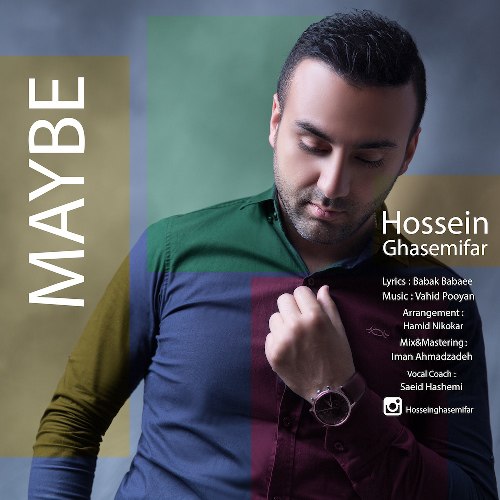 MAYBE
Hossein
Ghasemifar
Lyrics : Babak Babaee
Music : Vahid Pooyan
Arrangement :
Hamid Nikokar
Mix&Mastering :
Iman Ahmadzadeh
Vocal Coach :
Saeid Hashemi
Hosseinghasemifar